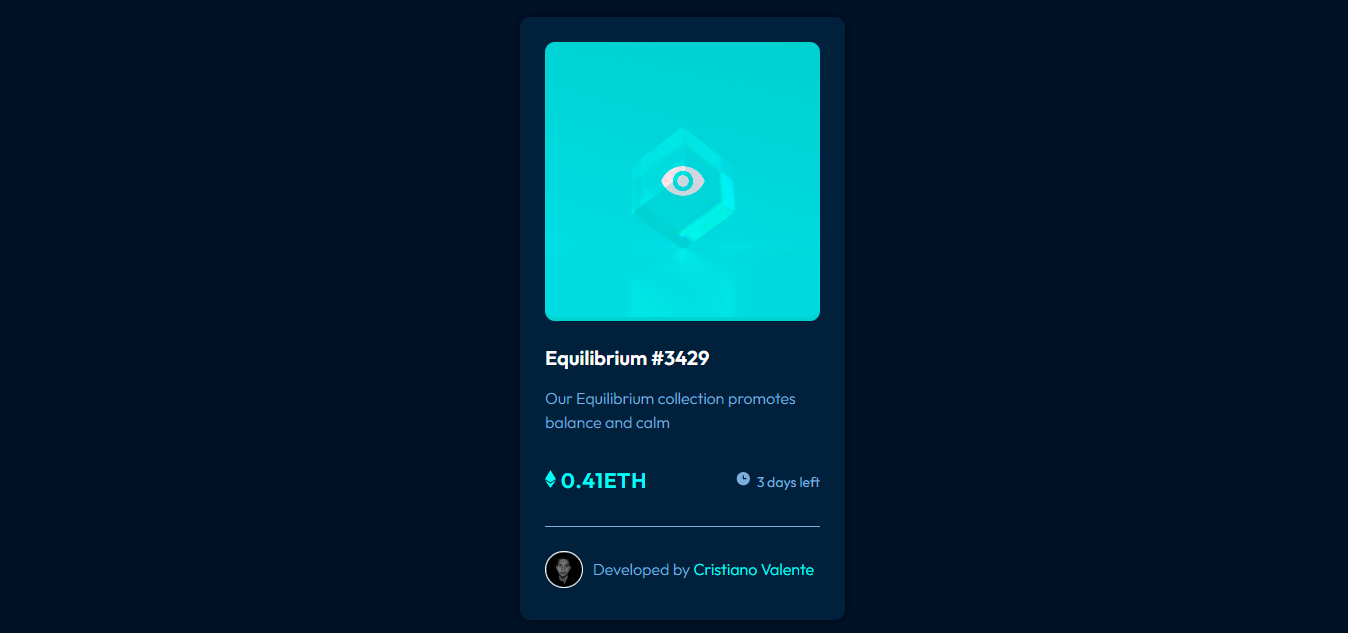 Equilibrium #3429
Our Equilibrium collection promotes
balance and calm
0.41ETH
3 days left
Developed by Cristiano Valente